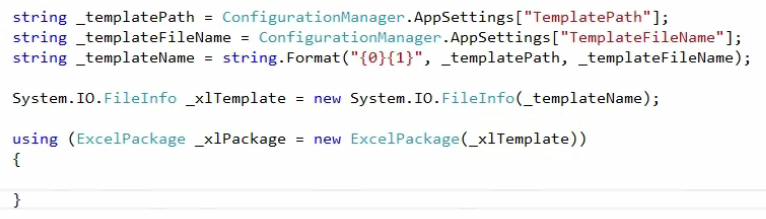 string _templatePath = ConfigurationManager.AppSettings["TemplatePath"];
string _templateFileName = ConfigurationManager.AppSettings["TemplateFileName"];
string _templateName = string.Format("{0}{1}", _templatePath, _templateFileName);
System.IO.FileInfo _xlTemplate = new System.IO.FileInfo(_templateName);
using (ExcelPackage _xlPackage = new ExcelPackage(_xlTemplate))
{
}